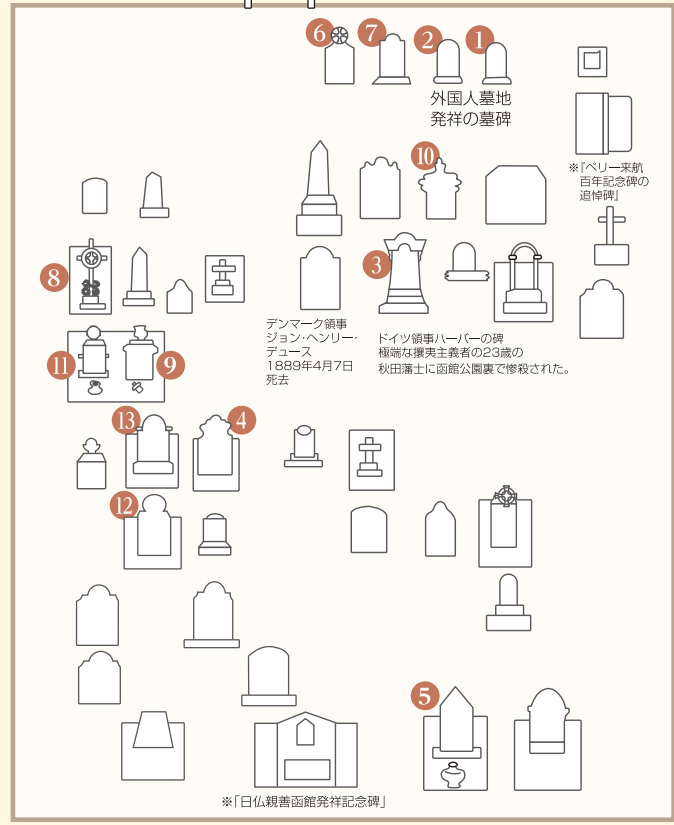 6
7
2
1
外国人墓地
発祥の墓碑
※『ペリー来航
百年記念碑の
追悼碑』
10
8
3
デンマーク領事
ジョン・ヘンリー・
デュース
1889年4月7日
死去
ドイツ領事ハーバーの碑
極端な攘夷主義者の23歳の
秋田藩士に函館公園裏で惨殺された。
11
9
13
4
12
5
※「日仏親善函館発祥記念碑」